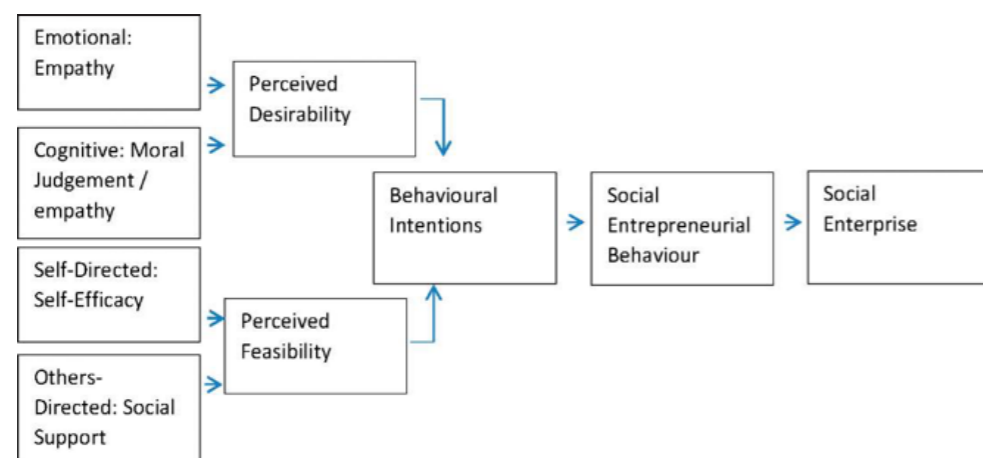 Emotional:
Empathy
Cognitive: Moral
Judgement /
empathy
Self-Directed:
Self-Efficacy
Others-
Directed: Social
Support
Perceived
Desirability
Perceived
Feasibility
Behavioural
Intentions
Social
Entrepreneurial
Behaviour
Social
Enterprise